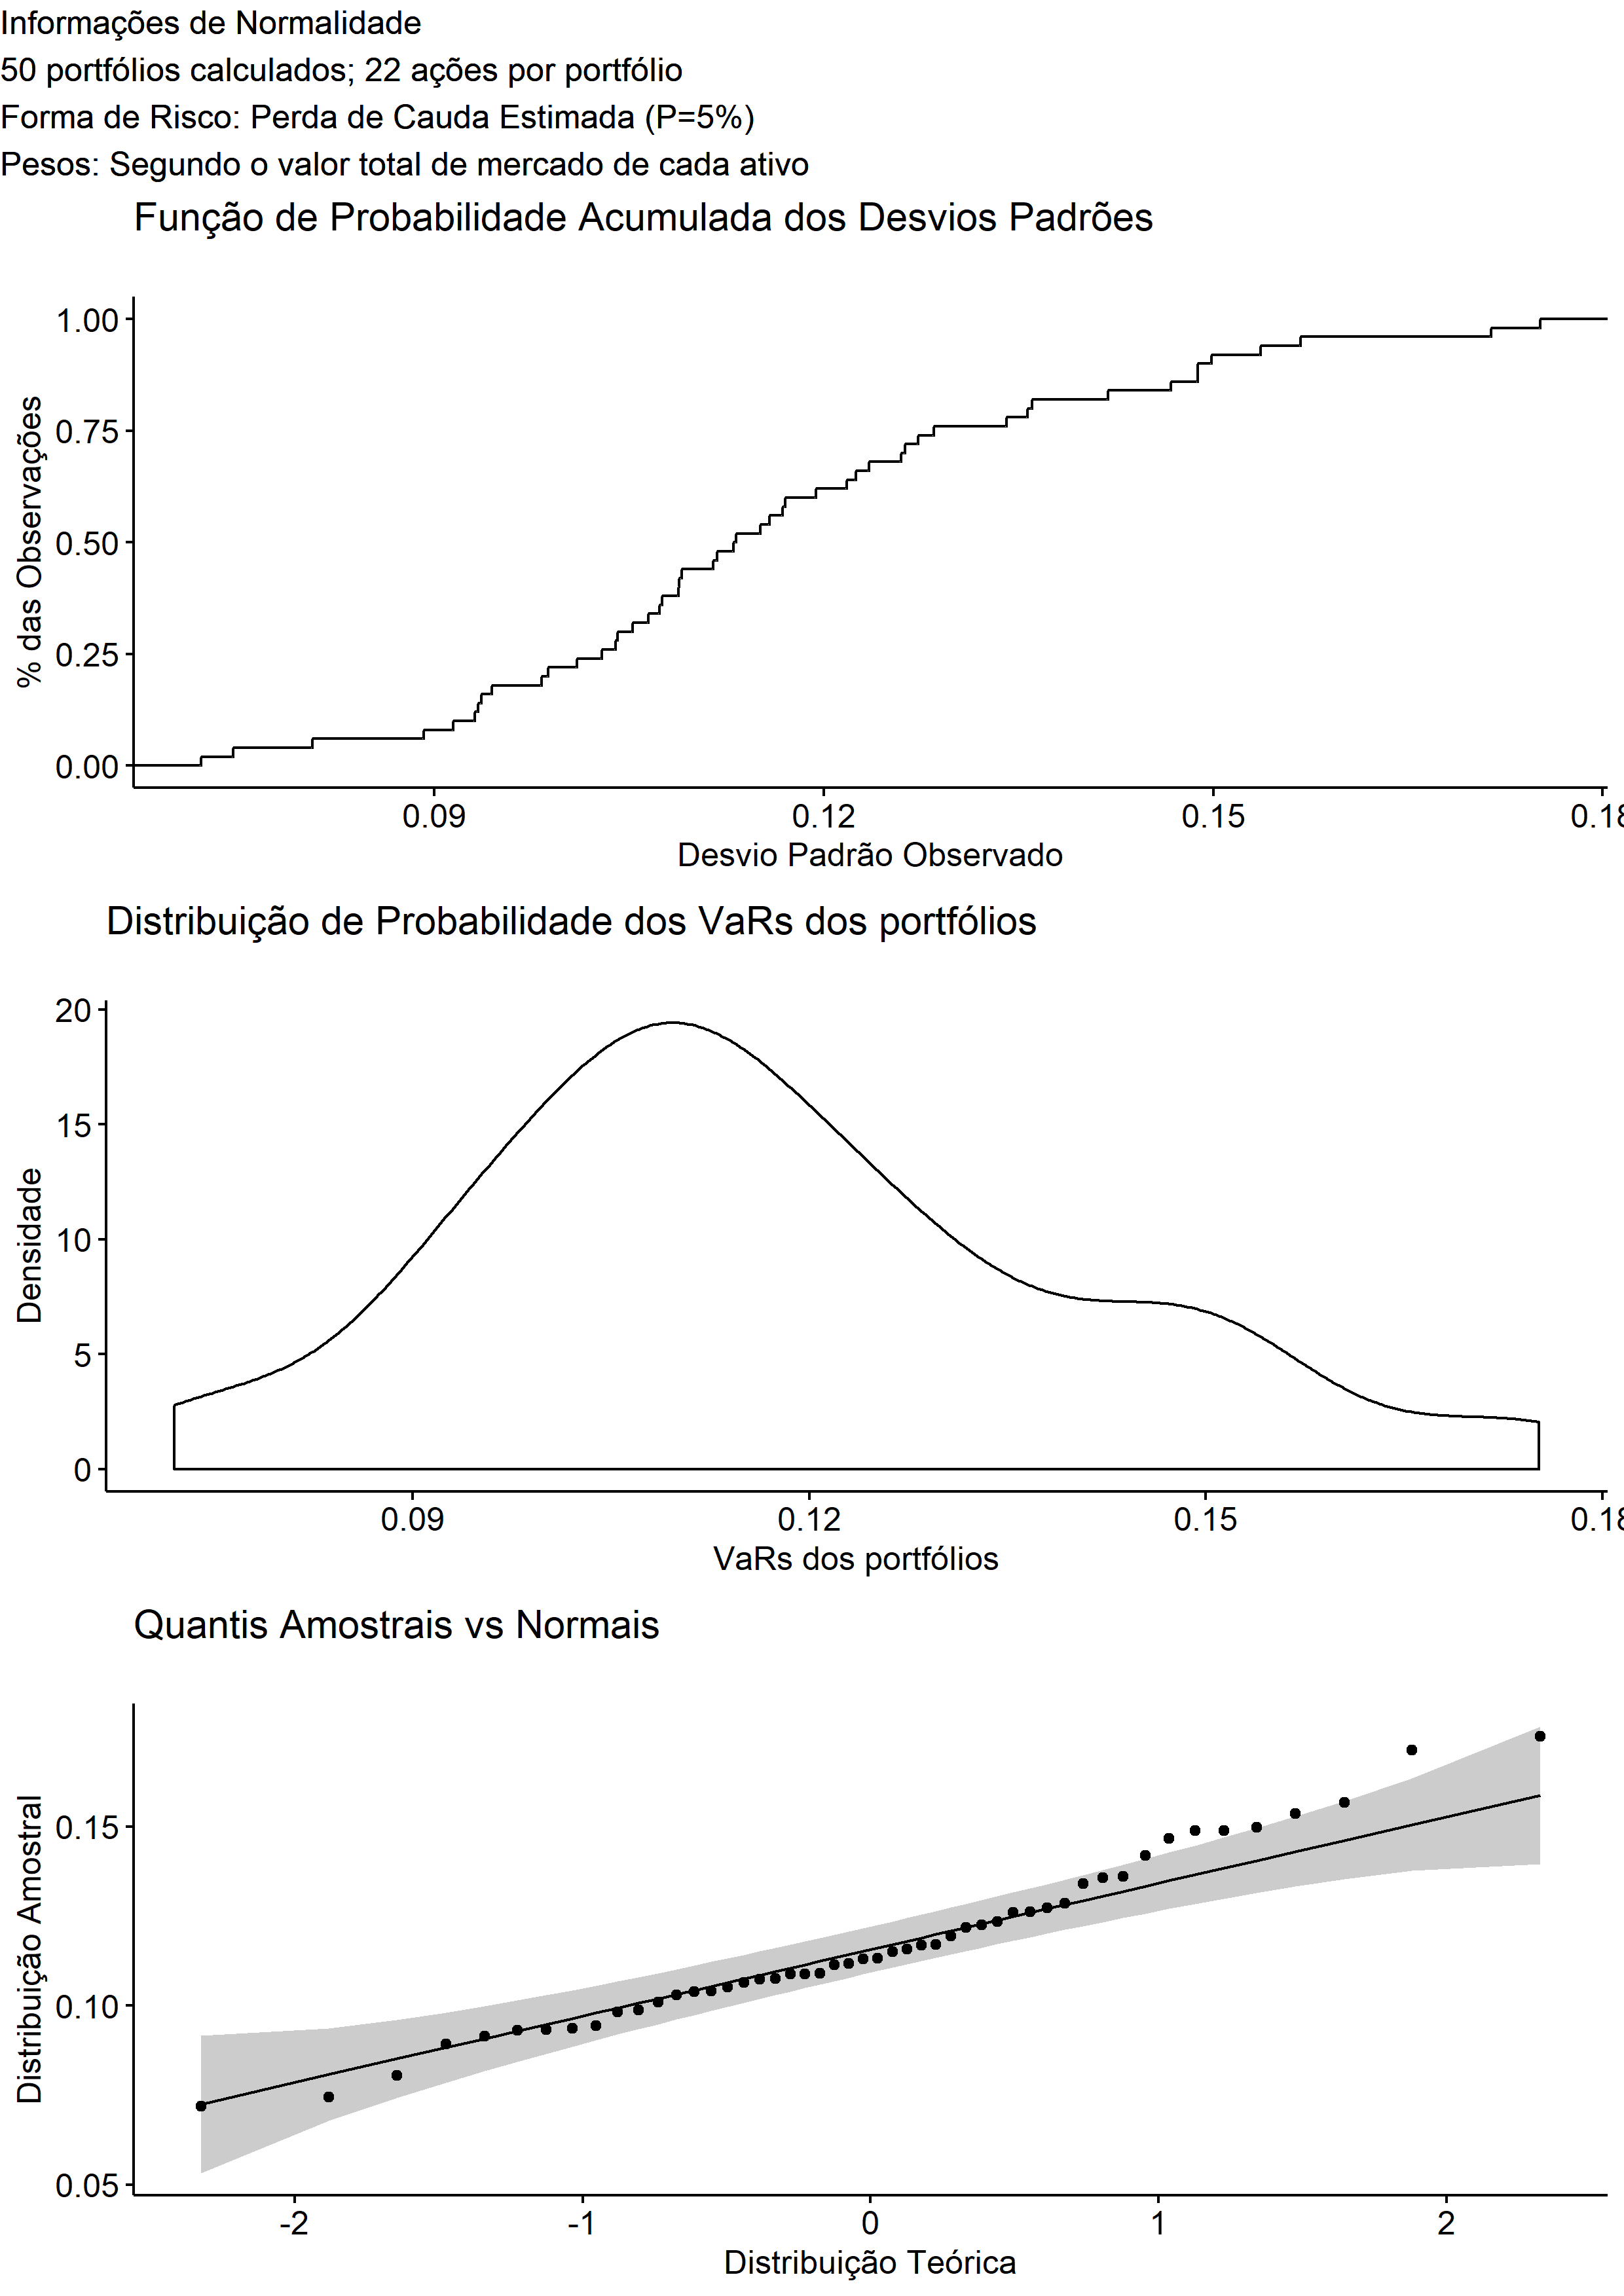 Informações de Normalidade
50 portfólios calculados; 22 ações por portfólio
Forma de Risco: Perda de Cauda Estimada (P=5%)
Pesos: Segundo o valor total de mercado de cada ativo
Função de Probabilidade Acumulada dos Desvios Padrões
% das Observações
1.00
0.75
0.50
0.25
0.00
0.09 0.12 0.15 0.18
Desvio Padrão Observado
Distribuição de Probabilidade dos VaRs dos portfólios
Densidade
20
15
10
5
0
0.09 0.12 0.15 0.18
VaRs dos portfólios
Quantis Amostrais vs Normais
Distribuição Amostral
0.15
0.10
0.05
-2 -1 0 1 2
Distribuição Teórica